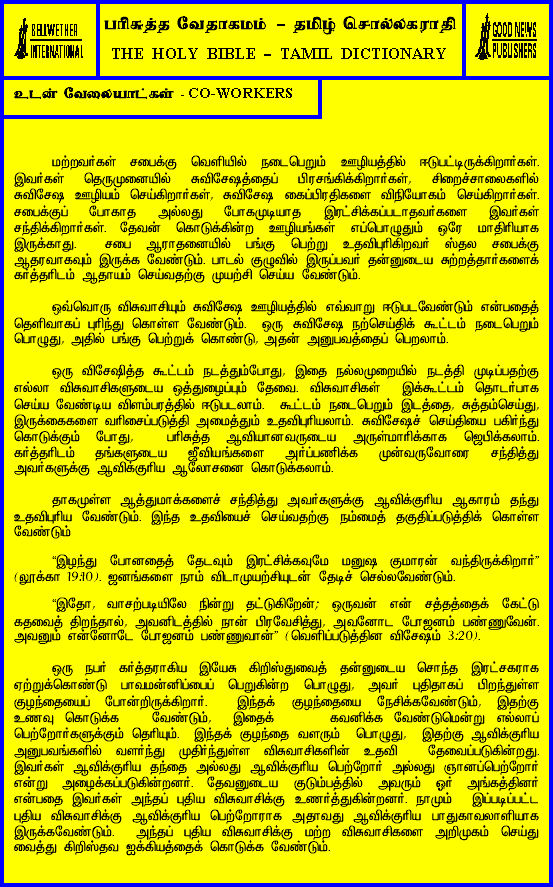 BELLWETHER
INTERNATIONAL
பரிசுத்த வேதாகமம் – தமிழ் சொல்லகராதி
THE HOLY BIBLE – TAMIL DICTIONARY
GOOD NEWS
PUBLISHERS
உடன் வேலையாட்கள் - CO-WORKERS
மற்றவர்கள் சபைக்கு வெளியில் நடைபெறும் ஊழியத்தில் ஈடுபட்டிருக்கிறார்கள்.
இவர்கள் தெருமுனையில் சுவிசேஷத்தைப் பிரசங்கிக்கிறார்கள், சிறைச்சாலைகளில்
சுவிசேஷ ஊழியம் செய்கிறார்கள், சுவிசேஷ கைப்பிரதிகளை விநியோகம் செய்கிறார்கள்.
சபைக்குப் போகாத அல்லது போகமுடியாத இரட்சிக்கப்படாதவர்களை இவர்கள்
சந்திக்கிறார்கள். தேவன் கொடுக்கின்ற ஊழியங்கள் எப்பொழுதும் ஒரே மாதிரியாக
இருக்காது. சபை ஆராதனையில் பங்கு பெற்று உதவிபுரிகிறவர் ஸ்தல சபைக்கு
ஆதரவாகவும் இருக்க வேண்டும். பாடல் குழுவில் இருப்பவர் தன்னுடைய சுற்றத்தார்களைக்
கர்த்தரிடம் ஆதாயம் செய்வதற்கு முயற்சி செய்ய வேண்டும்.
ஒவ்வொரு விசுவாசியும் சுவிசேஷ ஊழியத்தில் எவ்வாறு ஈடுபடவேண்டும் என்பதைத்
தெளிவாகப் புரிந்து கொள்ள வேண்டும். ஒரு சுவிசேஷ நற்செய்திக் கூட்டம் நடைபெறும்
பொழுது, அதில் பங்கு பெற்றுக் கொண்டு, அதன் அனுபவத்தைப் பெறலாம்.
ஒரு விசேஷித்த கூட்டம் நடத்தும்போது, இதை நல்லமுறையில் நடத்தி முடிப்பதற்கு
எல்லா விசுவாசிகளுடைய ஒத்துழைப்பும் தேவை. விசுவாசிகள் இக்கூட்டம் தொடர்பாக
செய்ய வேண்டிய விளம்பரத்தில் ஈடுபடலாம். கூட்டம் நடைபெறும் இடத்தை, சுத்தம்செய்து,
இருக்கைகளை வரிசைப்படுத்தி அமைத்தும் உதவிபுரியலாம். சுவிசேஷச் செய்தியை பகிர்ந்து
கொடுக்கும் போது, பரிசுத்த ஆவியானவருடைய அருள்மாரிக்காக ஜெபிக்கலாம்.
கர்த்தரிடம் தங்களுடைய ஜீவியங்களை அர்ப்பணிக்க முன்வருவோரை சந்தித்து
அவர்களுக்கு ஆவிக்குரிய ஆலோசனை கொடுக்கலாம்.
தாகமுள்ள ஆத்துமாக்களைச் சந்தித்து அவர்களுக்கு ஆவிக்குரிய ஆகாரம் தந்து
உதவிபுரிய வேண்டும். இந்த உதவியைச் செய்வதற்கு நம்மைத் தகுதிப்படுத்திக் கொள்ள
வேண்டும்
“இழந்து போனதைத் தேடவும் இரட்சிக்கவுமே மனுஷ குமாரன் வந்திருக்கிறார்”
(லூக்கா 19:10). ஜனங்களை நாம் விடாமுயற்சியுடன் தேடிச் செல்லவேண்டும்.
“இதோ, வாசற்படியிலே நின்று தட்டுகிறேன்; ஒருவன் என் சத்தத்தைக் கேட்டு
கதவைத் திறந்தால், அவனிடத்தில் நான் பிரவேசித்து, அவனோட போஜனம் பண்ணுவேன்.
அவனும் என்னோடே போஜனம் பண்ணுவான்” (வெளிப்படுத்தின விசேஷம் 3:20).
ஒரு நபர் கர்த்தராகிய இயேசு கிறிஸ்துவைத் தன்னுடைய சொந்த இரட்சகராக
ஏற்றுக்கொண்டு பாவமன்னிப்பைப் பெறுகின்ற பொழுது, அவர் புதிதாகப் பிறந்துள்ள
குழந்தையைப் போன்றிருக்கிறார். இந்தக் குழந்தையை நேசிக்கவேண்டும், இதற்கு
உணவு கொடுக்க வேண்டும், இதைக் கவனிக்க வேண்டுமென்று எல்லாப்
பெற்றோர்களுக்கும் தெரியும். இந்தக் குழந்தை வளரும் பொழுது, இதற்கு ஆவிக்குரிய
அனுபவங்களில் வளர்ந்து முதிர்ந்துள்ள விசுவாசிகளின் உதவி தேவைப்படுகின்றது.
இவர்கள் ஆவிக்குரிய தந்தை அல்லது ஆவிக்குரிய பெற்றோர் அல்லது ஞானப்பெற்றோர்
என்று அழைக்கப்படுகின்றனர். தேவனுடைய குடும்பத்தில் அவரும் ஓர் அங்கத்தினர்
என்பதை இவர்கள் அந்தப் புதிய விசுவாசிக்கு உணர்த்துகின்றனர். நாமும் இப்படிப்பட்ட
புதிய விசுவாசிக்கு ஆவிக்குரிய பெற்றோராக அதாவது ஆவிக்குரிய பாதுகாவலாளியாக
இருக்கவேண்டும். அந்தப் புதிய விசுவாசிக்கு மற்ற விசுவாசிகளை அறிமுகம் செய்து
வைத்து கிறிஸ்தவ ஐக்கியத்தைக் கொடுக்க வேண்டும்.